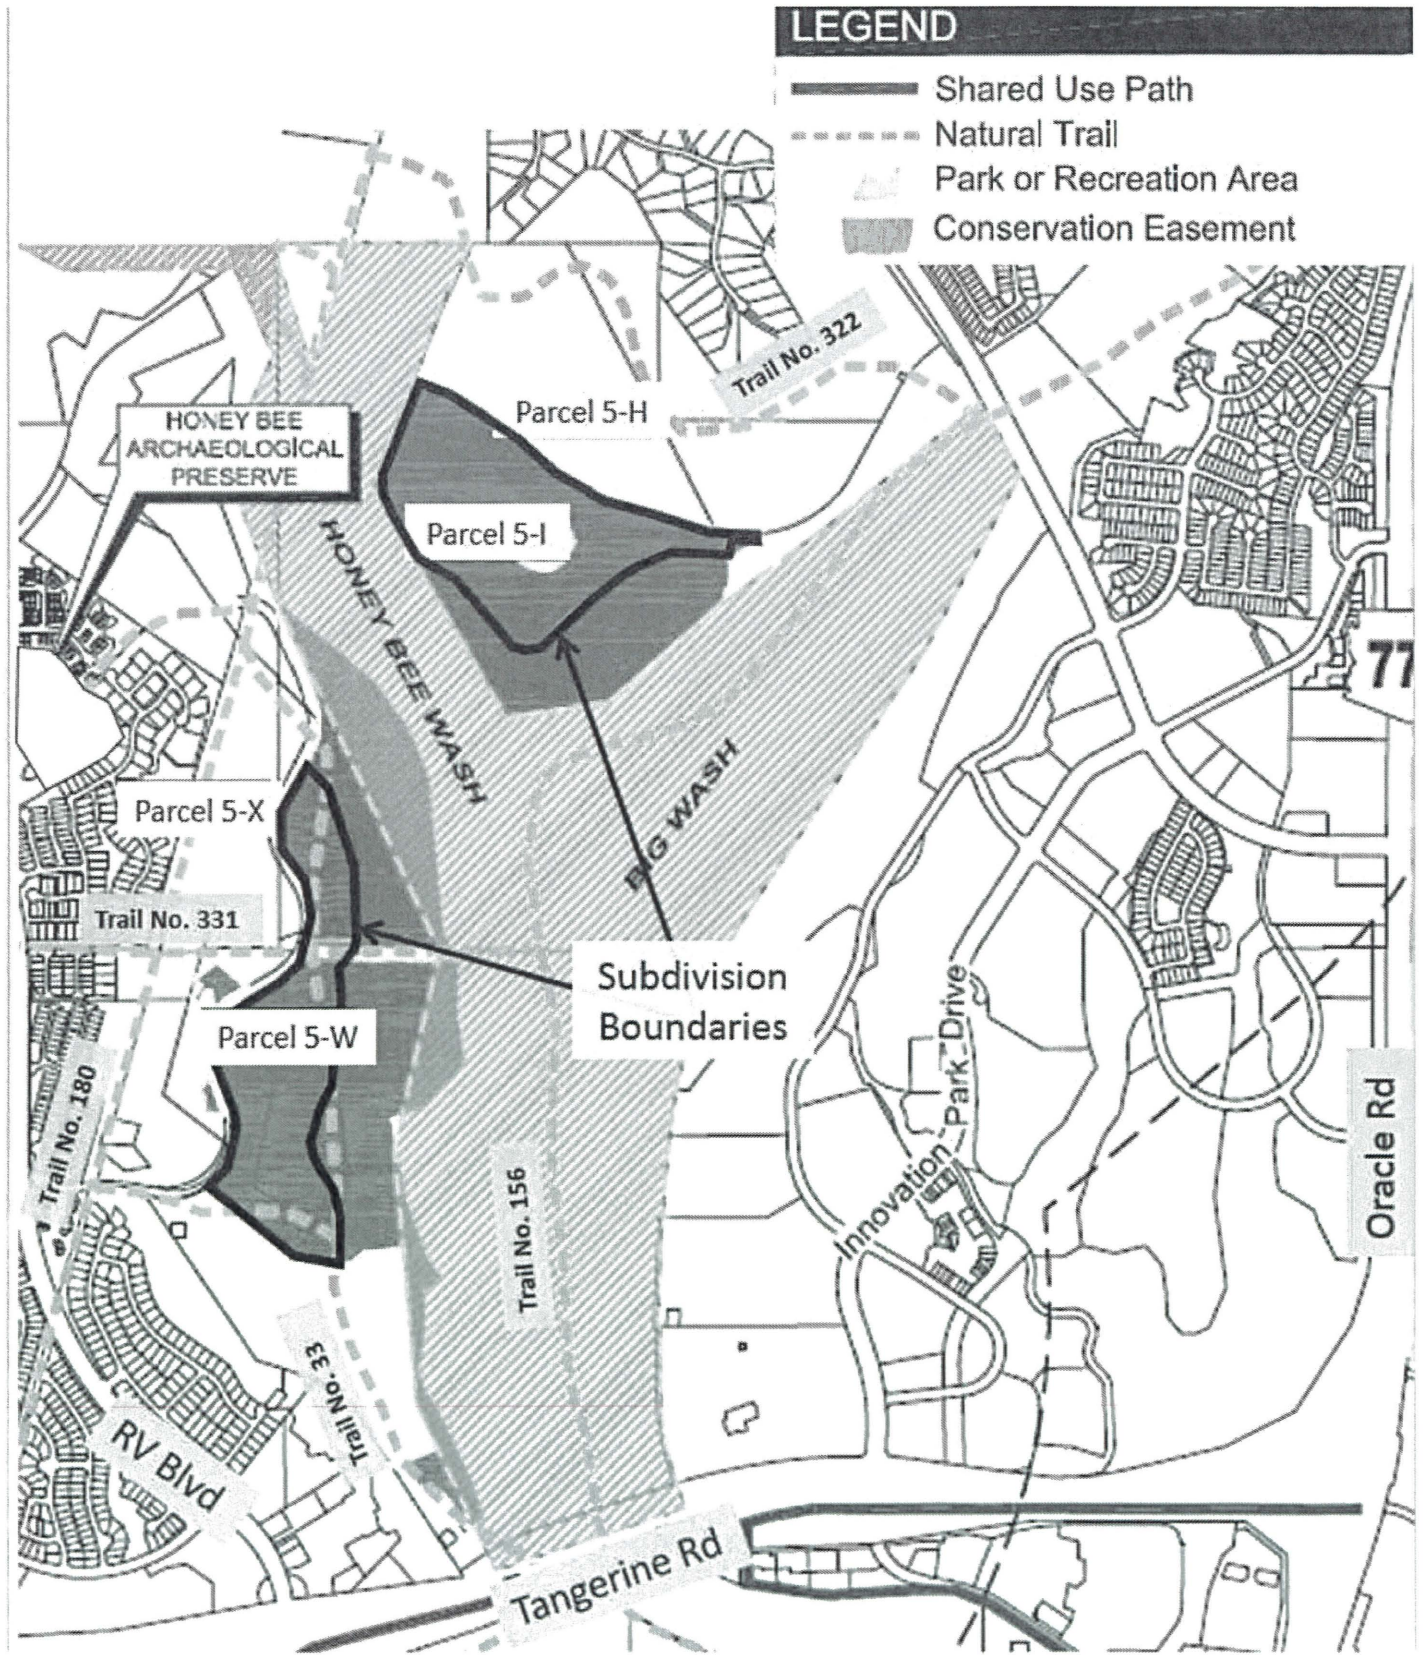 LEGEND
Shared Use Path
Natural Trail
Park or Recreation Area
Conservation Easement
Trail No. 322
Parcel 5-H
HONEY BEE
ARCHAEOLOGICAL
PRESERVE
Parcel 5-I
HONEY BEE WASH
77
BIG WASH
Parcel 5-X
Trail No. 331
Subdivision
Boundaries
Parcel 5-W
Park Drive
Innovation
Trail No. 180
Oracle Rd
Trail No. 156
Trail No. 33
RV Blvd
Tangerine Rd